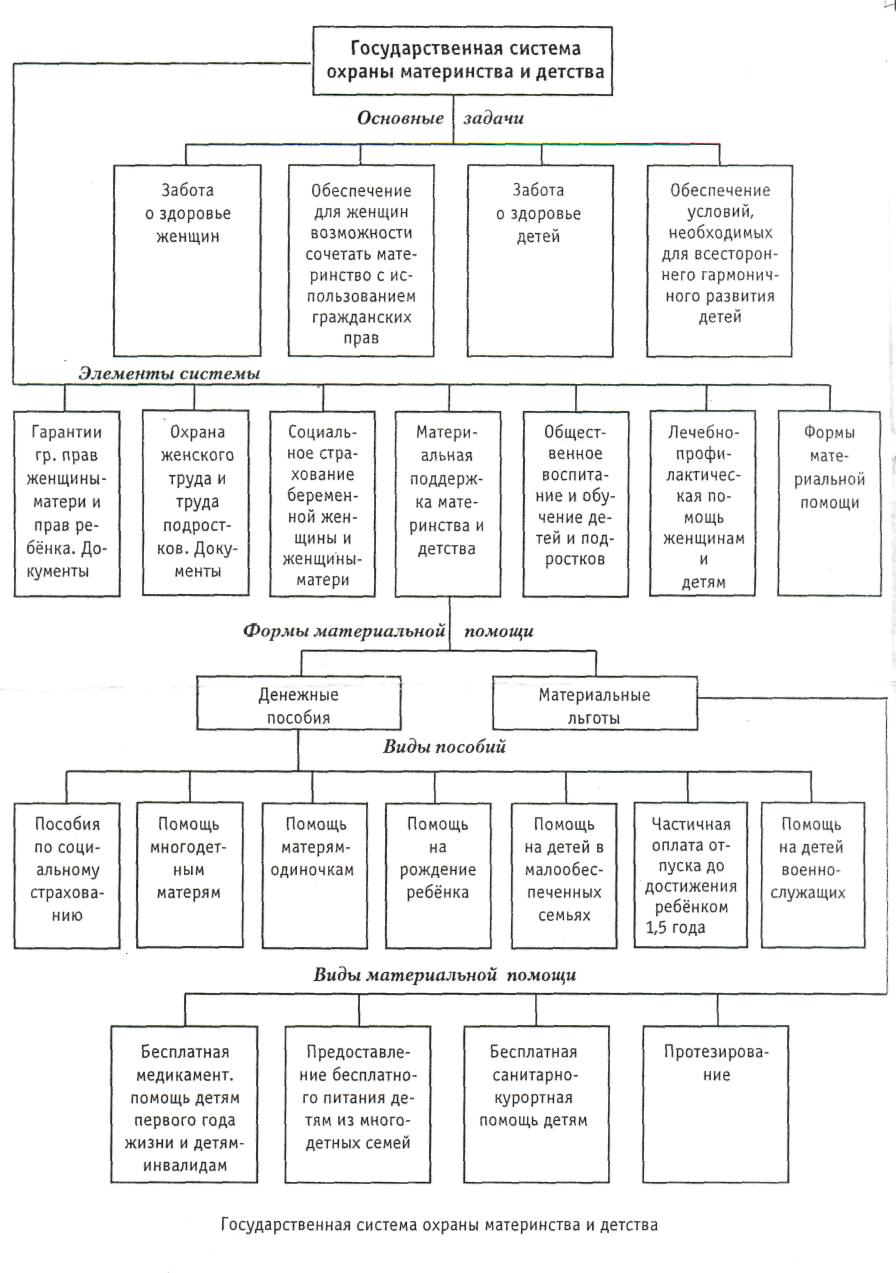 Государственная система
охраны материнства и детства
Основные задачи
Забота
о здоровье
женщин
Обеспечение
для женщин
возможности
сочетать мате-
ринство с ис-
пользованием
гражданских
прав
Забота
о здоровье
детей
Обеспечение
условий,
необходимых
для всесторон-
него гармонич-
ного развития
детей
Элементы системы
Гарантии
гр. прав
женщины-
матери и
прав ре-
бёнка. До-
кументы
Охрана
женского
труда и
труда
подрост-
ков. Доку-
менты
Социаль-
ное стра-
хование
беремен-
ной жен-
щины и
женщины-
матери
Матери-
альная
поддерж-
ка мате-
ринства и
детства
Общест-
венное
воспита-
ние и обу-
чение де-
тей и под-
ростков
Лечебно-
профи-
лактичес-
кая по-
мощь
женщинам
и
детям
Формы
мате-
риальной
помощи
Формы материальной помощи
Денежные
пособия
Материальные
льготы
Виды пособий
Пособия
по соци-
альному
страхова-
нию
Помощь
многодет-
ным
матерям
Помощь
матерям-
одиночкам
Помощь
на
рождение
ребёнка
Помощь
на детей в
малообес-
печенных
семьях
Частичная
оплата от-
пуска до
достижения
ребёнком
1,5 года
Помощь
на детей
военно-
служащих
Виды материальной помощи
Бесплатная
медикамент.
помощь детям
первого года
жизни и детям-
инвалидам
Предоставле-
ние бесплатно-
го питания де-
тям из много-
детных семей
Бесплатная
санитарно-
курортная
помощь детям
Протезирова-
ние
Государственная система охраны материнства и детства